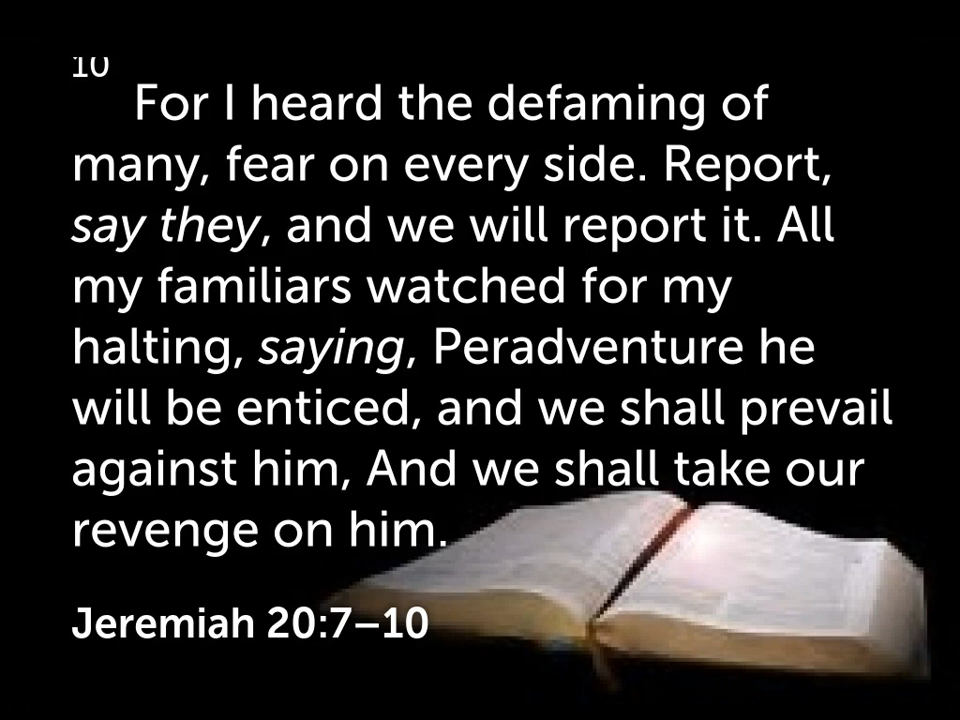 10
For I heard the defaming of
many, fear on every side. Report,
say they, and we will report it. All
my familiars watched for my
halting, saying, Peradventure he
will be enticed, and we shall prevail
against him, And we shall take our
revenge on him.
Jeremiah 20:7–10